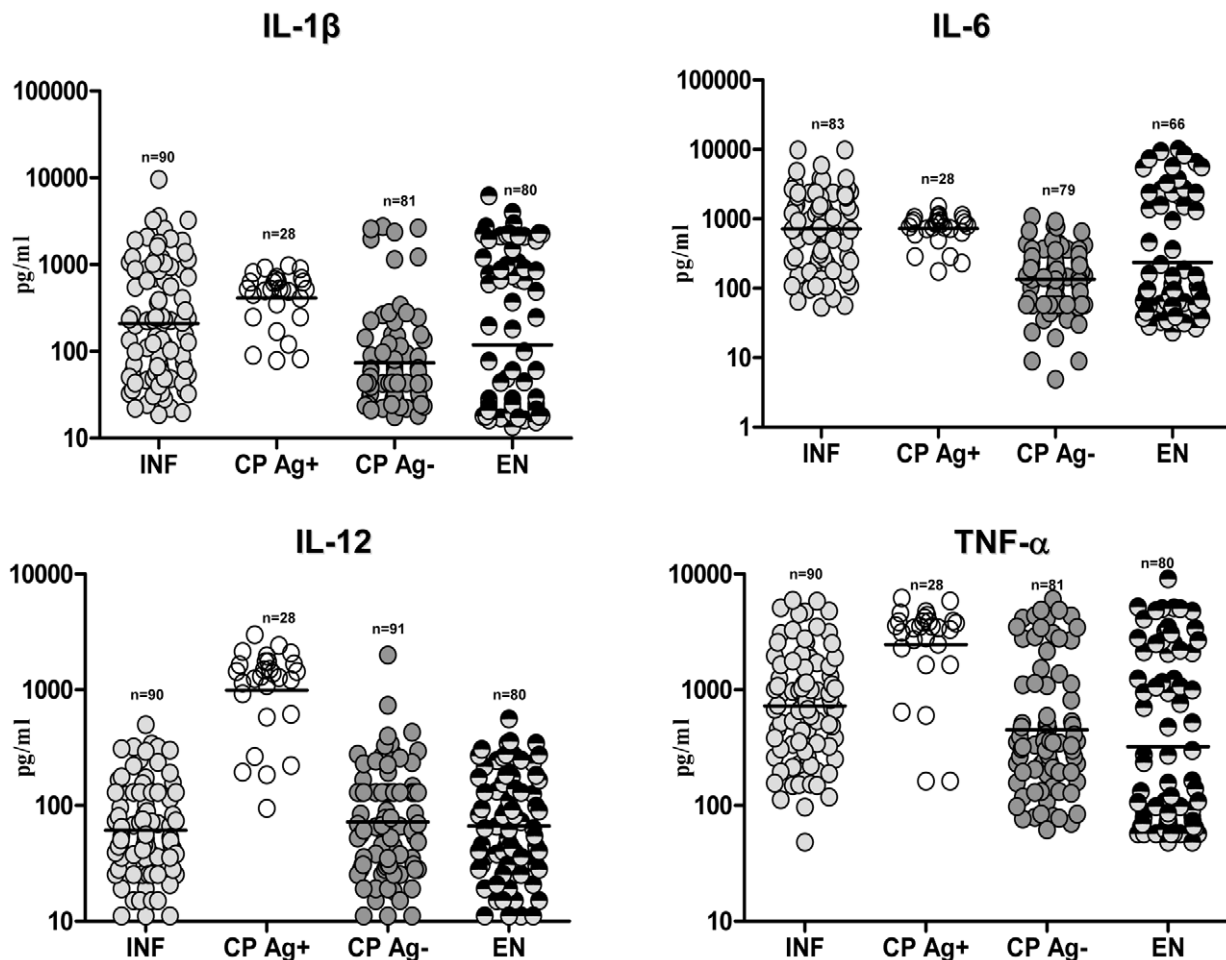 IL-1β
pg/ml
100000
10000
1000
100
10
n=90
n=28
n=81
n=80
INF
CP Ag+
CP Ag-
EN
IL-6
pg/ml
100000
10000
1000
100
10
1
n=83
n=28
n=79
n=66
INF
CP Ag+
CP Ag-
EN
IL-12
pg/ml
10000
1000
100
10
n=90
n=28
n=91
n=80
INF
CP Ag+
CP Ag-
EN
TNF-α
pg/ml
10000
1000
100
10
n=90
n=28
n=81
n=80
INF
CP Ag+
CP Ag-
EN